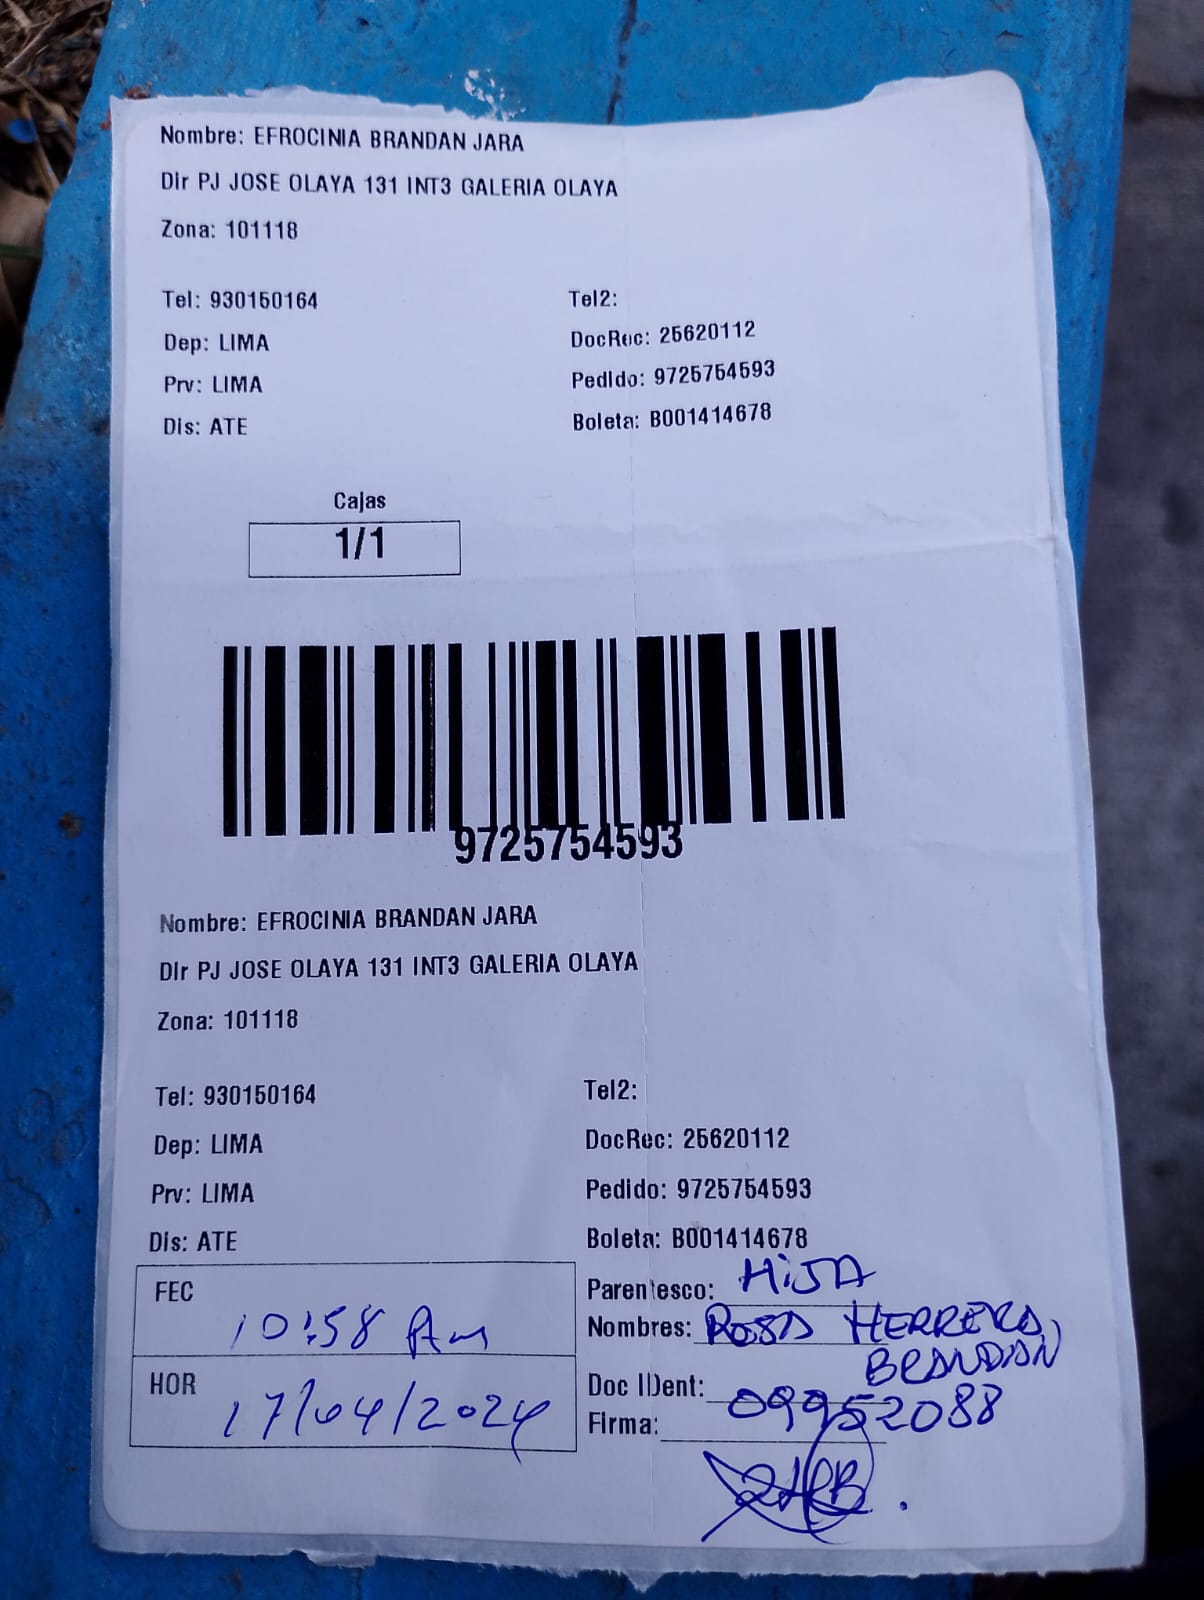 Nombre: EFROCINIA BRANDAN JARA
Dir PJ JOSE OLAYA 131 INT3 GALERIA OLAYA
Zona: 101118
Tel: 930150164 Tel2:
Dep: LIMA DocRec: 25620112
Prv: LIMA Pedido: 9725754593
Dis: ATE Boleta: B001414678
Cajas
1/1
9725754593
Nombre: EFROCINIA BRANDAN JARA
Dir PJ JOSE OLAYA 131 INT3 GALERIA OLAYA
Zona: 101118
Tel: 930150164 Tel2:
Dep: LIMA DocRec: 25620112
Prv: LIMA Pedido: 9725754593
Dis: ATE Boleta: B001414678
FEC
10:58 Am
HOR
17/04/2024
Parentesco: HiJA
Nombres: ROSA HERRERA
BRANDAN
Doc IDent: 09952088
Firma: